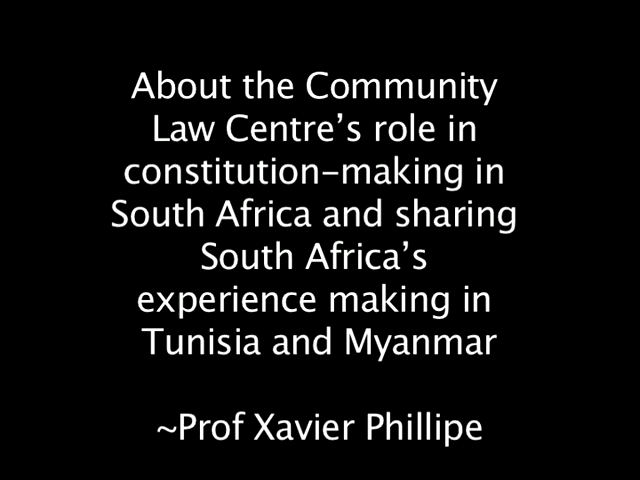 About the Community
Law Centre’s role in
constitution-making in
South Africa and sharing
South Africa’s
experience making in
Tunisia and Myanmar
~Prof Xavier Phillipe